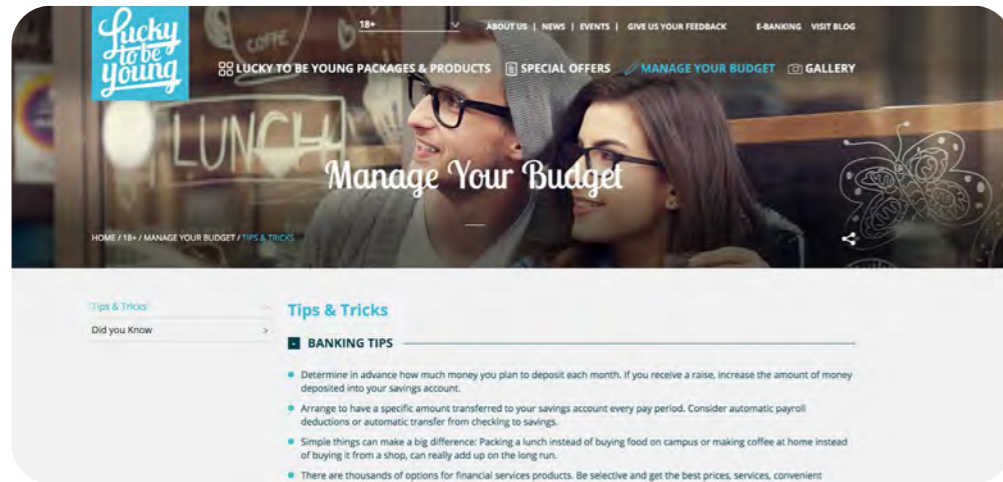 Lucky
to be
young
18+
ABOUT US | NEWS | EVENTS | GIVE US YOUR FEEDBACK
E-BANKING VISIT BLOG
LUCKY TO BE YOUNG PACKAGES & PRODUCTS
SPECIAL OFFERS
MANAGE YOUR BUDGET
GALLERY
COFFE
LUNCH
Manage Your Budget
HOME / 18+ / MANAGE YOUR BUDGET / TIPS & TRICKS
Tips & Tricks
Did you Know >
Tips & Tricks
- BANKING TIPS
• Determine in advance how much money you plan to deposit each month. If you receive a raise, increase the amount of money
deposited into your savings account.
• Arrange to have a specific amount transferred to your savings account every pay period. Consider automatic payroll
deductions or automatic transfer from checking to savings.
• Simple things can make a big difference: Packing a lunch instead of buying food on campus or making coffee at home instead
of buying it from a shop, can really add up on the long run.
• There are thousands of options for financial services products. Be selective and get the best prices, services, convenient